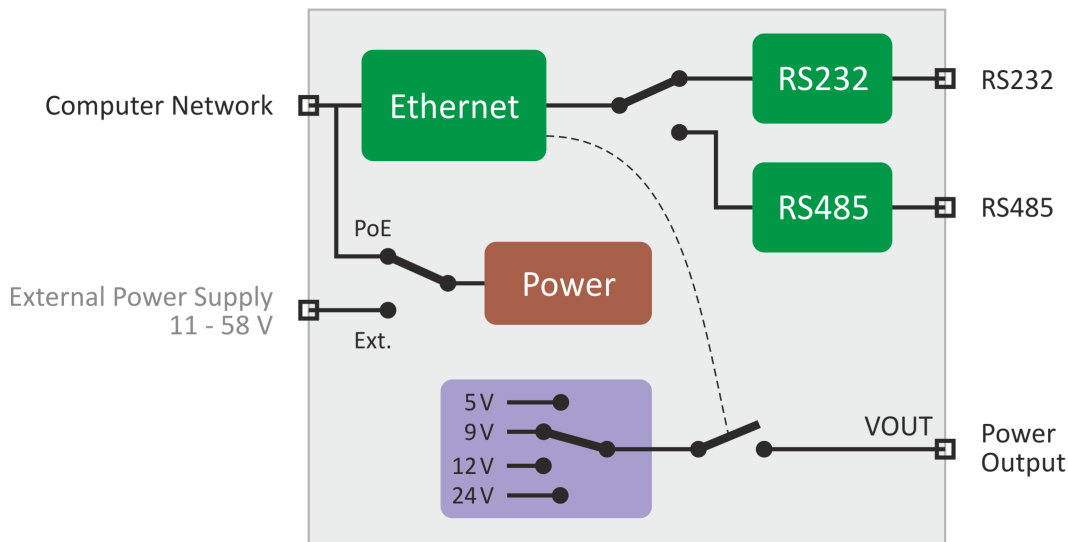 Computer Network
Ethernet
RS232
RS232
RS485
RS485
PoE
Power
External Power Supply
11 - 58 V
Ext.
5 V
9 V
12 V
24 V
VOUT
Power
Output